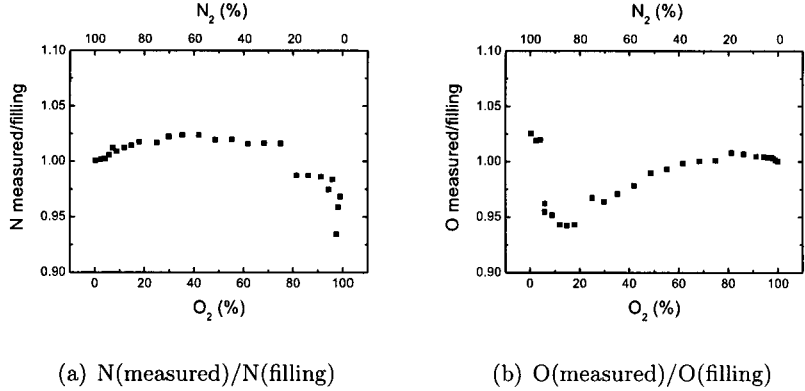 N2 (%)
100 80 60 40 20 0
1.10
1.05
1.00
0.95
0.90
N measured/filling
0 20 40 60 80 100
O2 (%)
(a) N(measured)/N(filling)
N2 (%)
100 80 60 40 20 0
1.10
1.05
1.00
0.95
0.90
O measured/filling
0 20 40 60 80 100
O2 (%)
(b) O(measured)/O(filling)